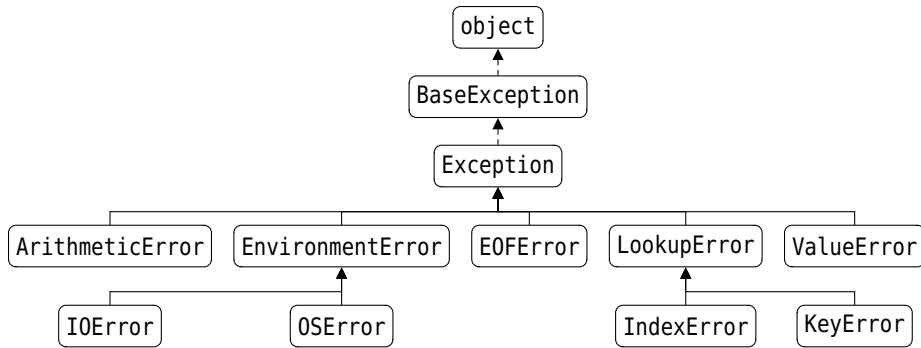 object
BaseException
Exception
ArithmeticError EnvironmentError EOFError LookupError ValueError
IOError OSError IndexError KeyError